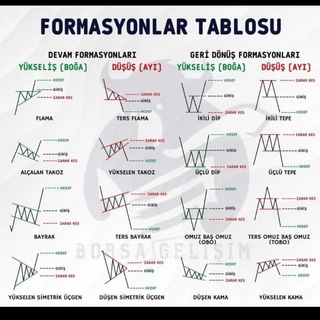 FORMASYONLAR TABLOSU
DEVAM FORMASYONLARI
GERİ DÖNÜŞ FORMASYONLARI
YÜKSELİŞ (BOĞA)
DÜŞÜŞ (AYI)
YÜKSELİŞ (BOĞA)
DÜŞÜŞ (AYI)
HEDEF
GİRİŞ
ZARAR KES
FLAMA
ZARAR KES
GİRİŞ
HEDEF
TERS FLAMA
HEDEF
GİRİŞ
ZARAR KES
İKİLİ DİP
ZARAR KES
GİRİŞ
HEDEF
İKİLİ TEPE
HEDEF
GİRİŞ
ZARAR KES
ALÇALAN TAKOZ
ZARAR KES
GİRİŞ
HEDEF
YÜKSELEN TAKOZ
HEDEF
GİRİŞ
ZARAR KES
ÜÇLÜ DİP
ZARAR KES
GİRİŞ
HEDEF
ÜÇLÜ TEPE
HEDEF
GİRİŞ
ZARAR KES
BAYRAK
ZARAR KES
GİRİŞ
HEDEF
TERS BAYRAK
HEDEF
GİRİŞ
ZARAR KES
OMUZ BAŞ OMUZ
(OBO)
ZARAR KES
GİRİŞ
HEDEF
TERS OMUZ BAŞ OMUZ
(TOBO)
BORSAGELISIM
HEDEF
GİRİŞ
ZARAR KES
YÜKSELEN SİMETRİK ÜÇGEN
ZARAR KES
GİRİŞ
HEDEF
DÜŞEN SİMETRİK ÜÇGEN
HEDEF
GİRİŞ
ZARAR KES
DÜŞEN KAMA
ZARAR KES
GİRİŞ
HEDEF
YÜKSELEN KAMA